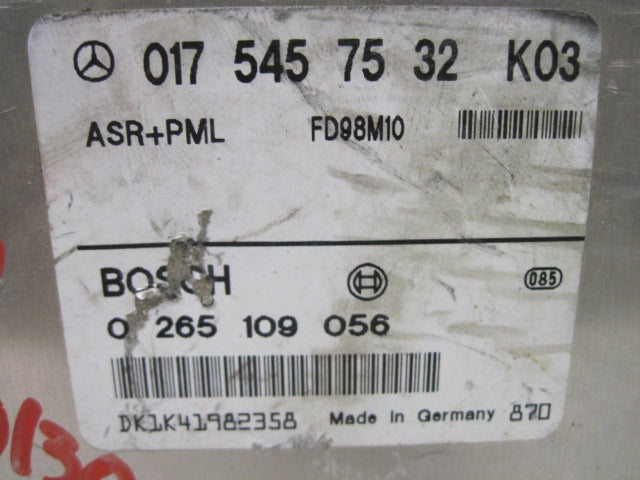 017 545 75 32 K03
ASR+PML FD98M10
BOSCH
085
0 265 109 056
DK1K41982358 Made in Germany 870